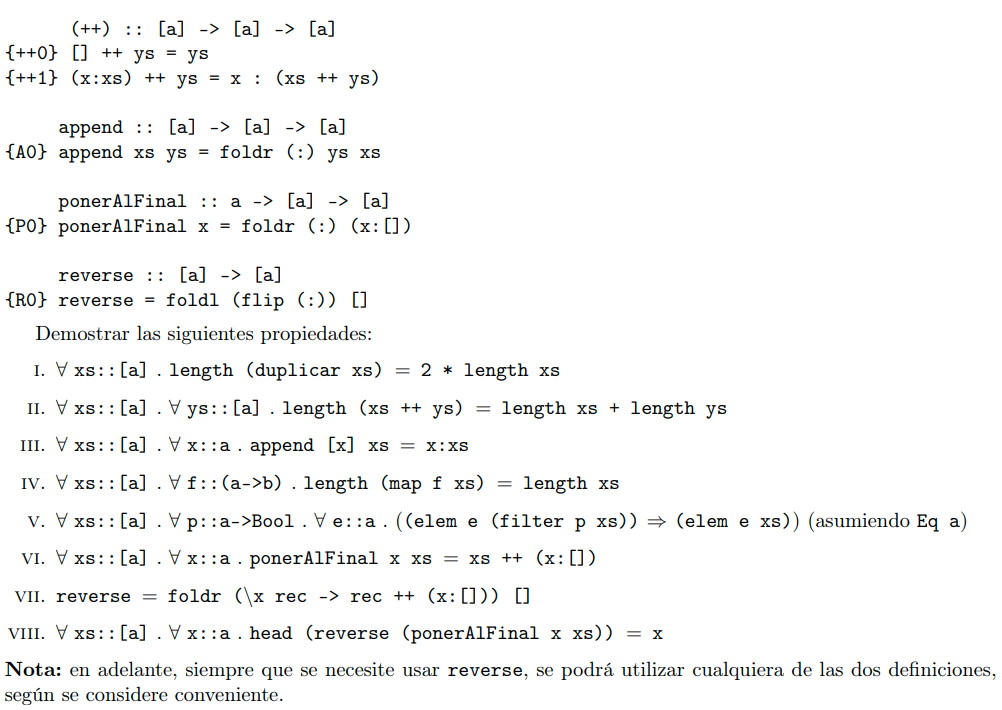 (++) :: [a] -> [a] -> [a]
{++0} [] ++ ys = ys
{++1} (x:xs) ++ ys = x : (xs ++ ys)
append :: [a] -> [a] -> [a]
{A0} append xs ys = foldr (:) ys xs
ponerAlFinal :: a -> [a] -> [a]
{P0} ponerAlFinal x = foldr (:) (x:[])
reverse :: [a] -> [a]
{R0} reverse = foldl (flip (:)) []
Demostrar las siguientes propiedades:
I. ∀ xs::[a] . length (duplicar xs) = 2 * length xs
II. ∀ xs::[a] . ∀ ys::[a] . length (xs ++ ys) = length xs + length ys
III. ∀ xs::[a] . ∀ x::a . append [x] xs = x:xs
IV. ∀ xs::[a] . ∀ f::(a->b) . length (map f xs) = length xs
V. ∀ xs::[a] . ∀ p::a->Bool . ∀ e::a . ((elem e (filter p xs)) ⇒ (elem e xs)) (asumiendo Eq a)
VI. ∀ xs::[a] . ∀ x::a . ponerAlFinal x xs = xs ++ (x:[])
VII. reverse = foldr (\x rec -> rec ++ (x:[])) []
VIII. ∀ xs::[a] . ∀ x::a . head (reverse (ponerAlFinal x xs)) = x
Nota: en adelante, siempre que se necesite usar reverse, se podrá utilizar cualquiera de las dos definiciones,
según se considere conveniente.